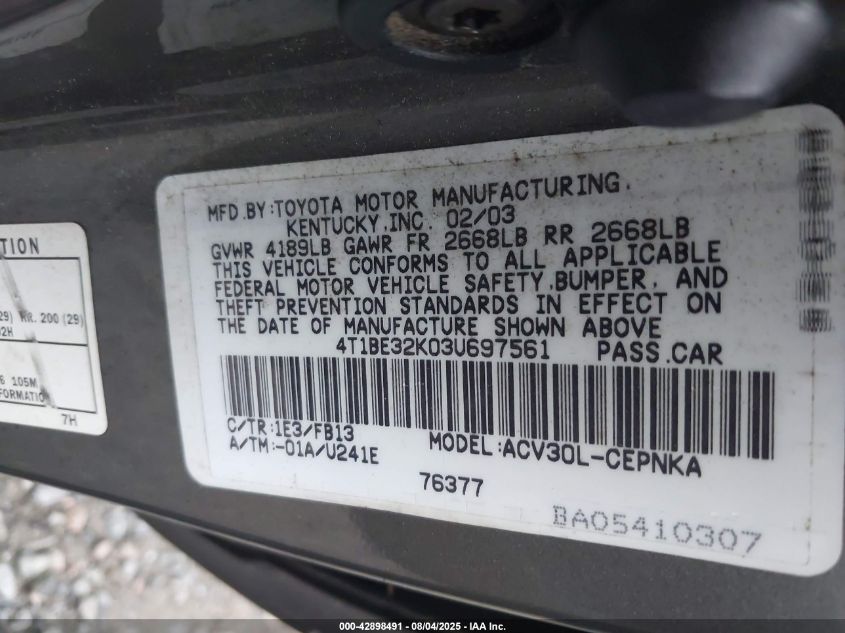 MFD.BY:TOYOTA MOTOR MANUFACTURING,
KENTUCKY,INC. 02/03
GVWR 4189LB GAWR FR 2668LB RR 2668LB
THIS VEHICLE CONFORMS TO ALL APPLICABLE
FEDERAL MOTOR VEHICLE SAFETY,BUMPER, AND
THEFT PREVENTION STANDARDS IN EFFECT ON
THE DATE OF MANUFACTURE SHOWN ABOVE
4T1BE32K03U697561 PASS.CAR
C/TR:1E3/FB13
A/TM:-01A/U241E
MODEL:ACV30L-CEPNKA
76377
BA05410307
TION
RR. 200 (29)
105M
FORMATION
7H
000-42898491 - 08/04/2025 - IAA Inc.